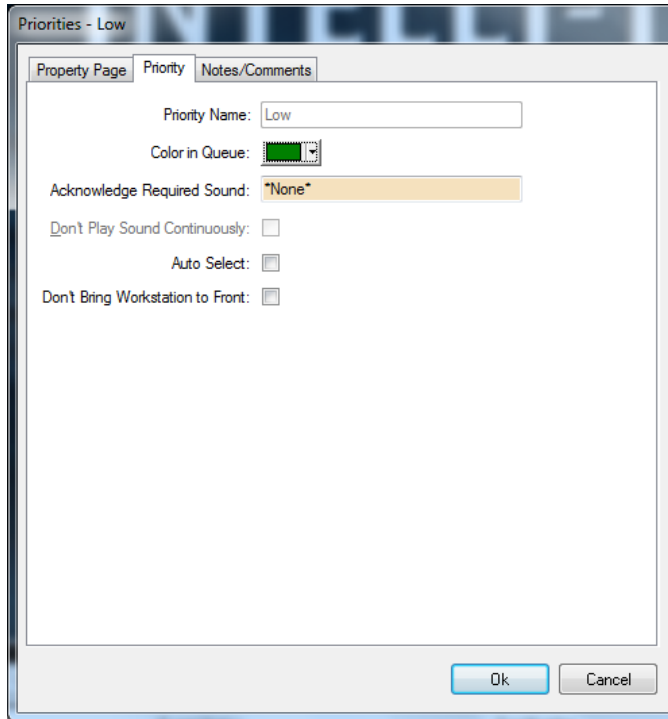 Priorities - Low
Property Page Priority Notes/Comments
Priority Name: Low
Color in Queue:
Acknowledge Required Sound: *None*
Don't Play Sound Continuously:
Auto Select:
Don't Bring Workstation to Front:
Ok Cancel